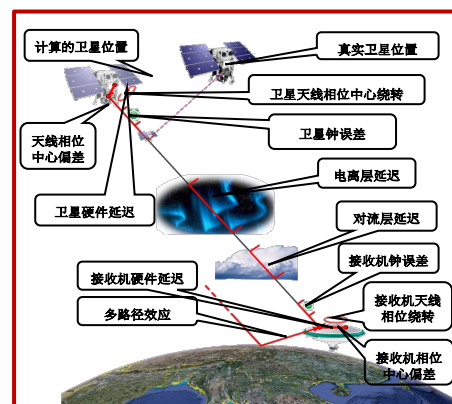 计算的卫星位置
真实卫星位置
卫星天线相位中心绕转
卫星钟误差
天线相位
中心偏差
电离层延迟
卫星硬件延迟
对流层延迟
接收机钟误差
接收机硬件延迟
接收机天线
相位绕转
多路径效应
接收机相位
中心偏差